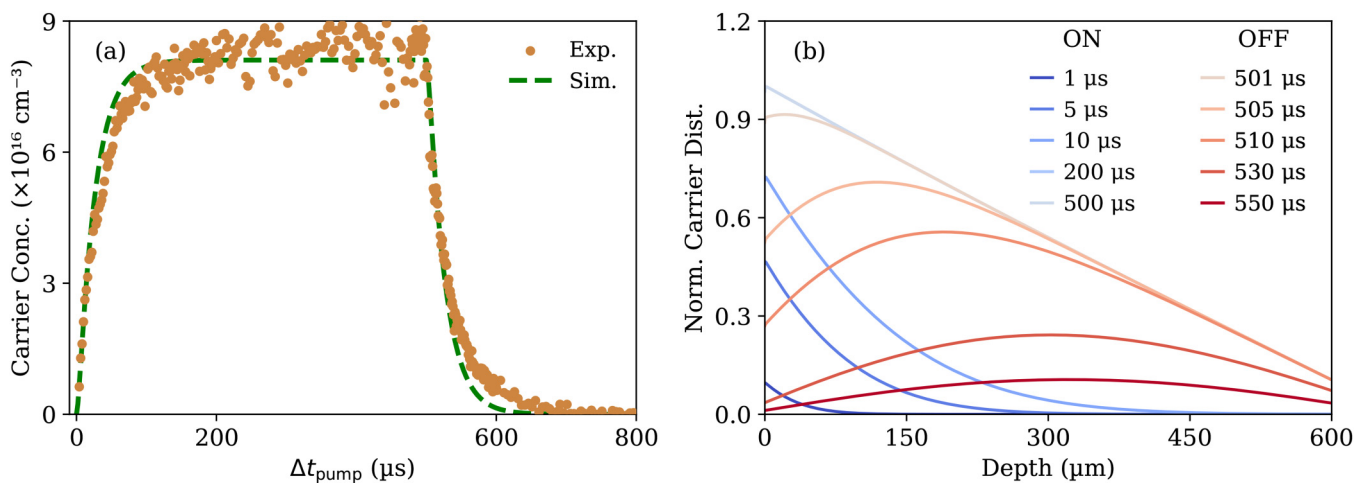 (a)
Exp.
Sim.
Carrier Conc. (×10¹⁶ cm⁻³)
9
6
3
0
0
200
600
800
Δt_pump (μs)
(b)
ON
OFF
1 μs
501 μs
5 μs
505 μs
10 μs
510 μs
200 μs
530 μs
500 μs
550 μs
Norm. Carrier Dist.
1.2
0.9
0.6
0.3
0.0
0
150
300
450
600
Depth (μm)